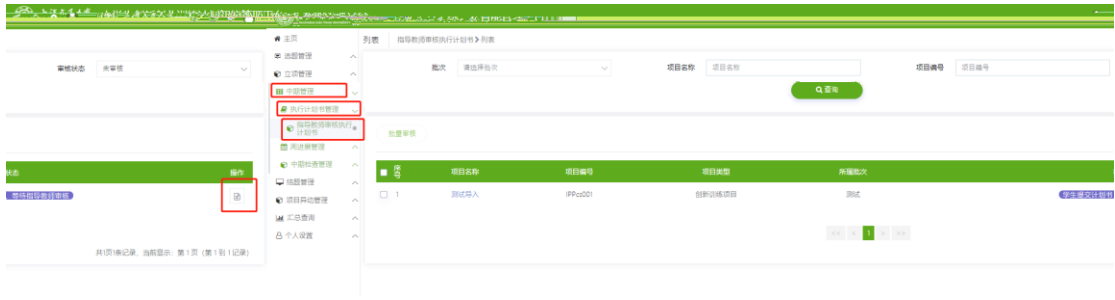 审核状态 未审核
状态 操作
等待指导教师审核
共1页1条记录，当前显示：第 1 页（第 1 到 1 记录）
主页
选题管理
立项管理
中期管理
执行计划书管理
指导教师审核执行
计划书
周进展管理
中期检查管理
结题管理
项目异动管理
汇总查询
个人设置
列表 指导教师审核执行计划书 > 列表
批次 请选择批次 项目名称 项目名称 项目编号 项目编号
查询
批量审核
序号 项目名称 项目编号 项目类型 所属批次
1 测试导入 IPPcs001 创新训练项目 测试 学生提交计划书
<< < 1 > >>